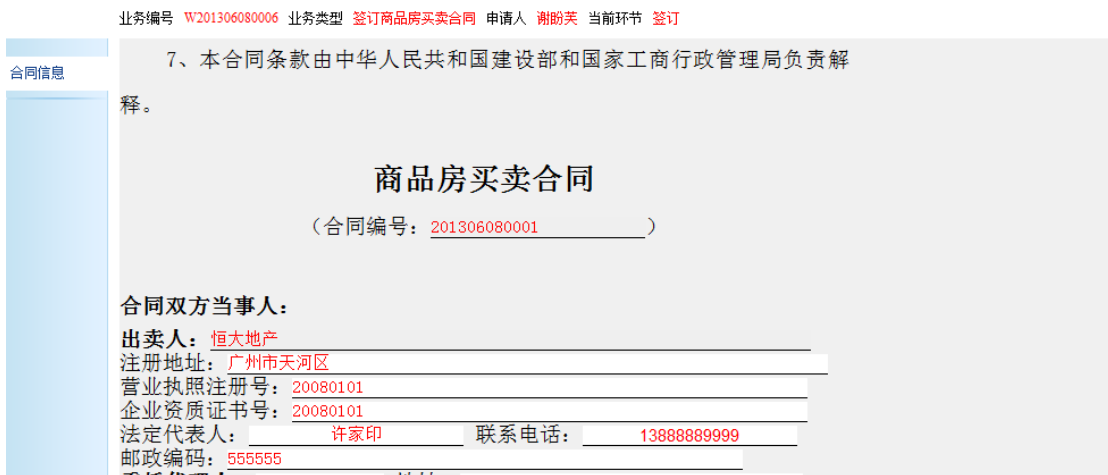 业务编号 W201306080006 业务类型 签订商品房买卖合同 申请人 谢盼芙 当前环节 签订
合同信息
7、本合同条款由中华人民共和国建设部和国家工商行政管理局负责解
释。
商品房买卖合同
（合同编号：201306080001）
合同双方当事人：
出卖人：恒大地产
注册地址：广州市天河区
营业执照注册号：20080101
企业资质证书号：20080101
法定代表人：许家印 联系电话：13888889999
邮政编码：555555